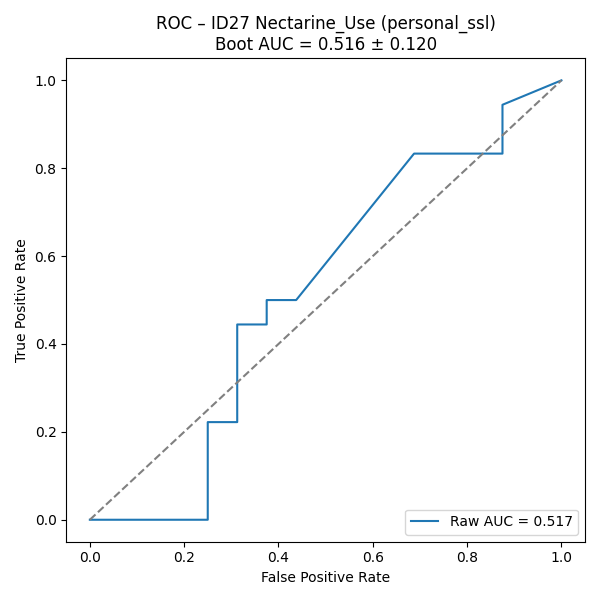 ROC – ID27 Nectarine_Use (personal_ssl)
Boot AUC = 0.516 ± 0.120
1.0
0.8
0.6
0.4
0.2
0.0
True Positive Rate
Raw AUC = 0.517
0.0 0.2 0.4 0.6 0.8 1.0
False Positive Rate